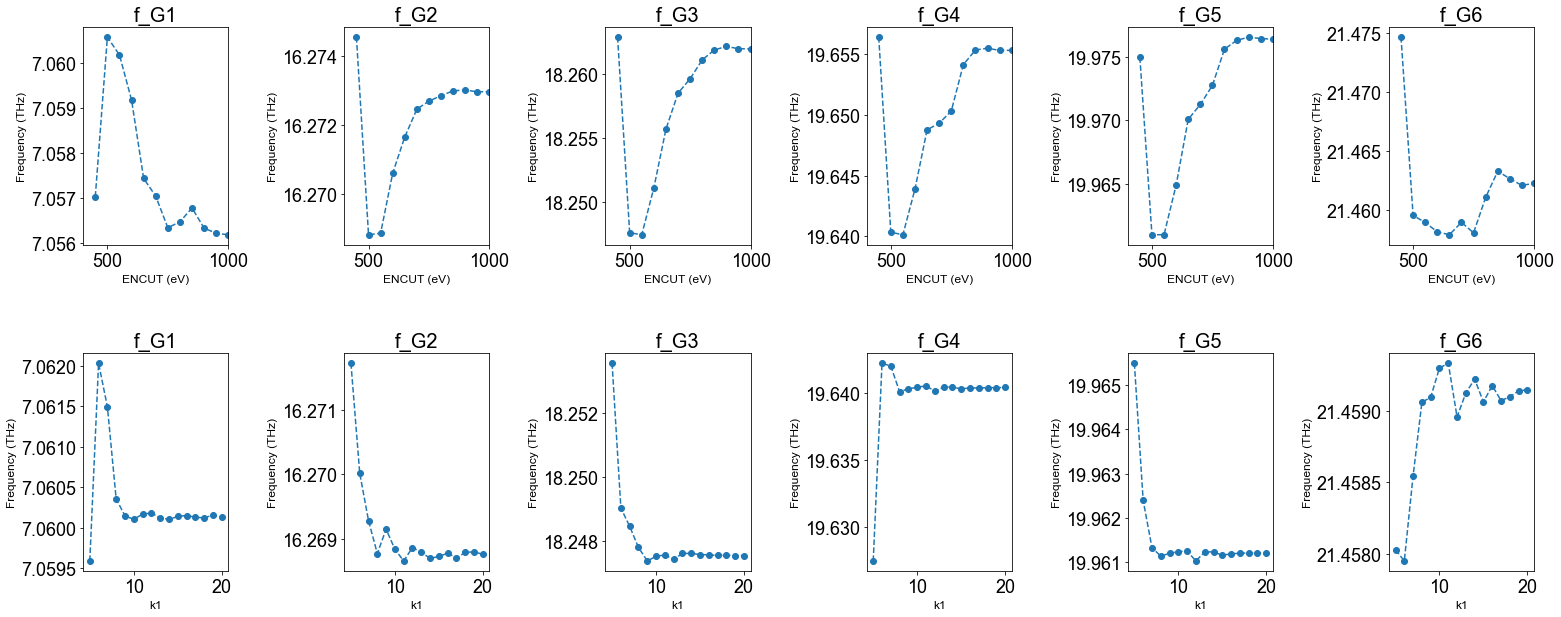 f_G1
Frequency (THz)
7.060
7.059
7.058
7.057
7.056
500
1000
ENCUT (eV)
f_G2
Frequency (THz)
16.274
16.272
16.270
500
1000
ENCUT (eV)
f_G3
Frequency (THz)
18.260
18.255
18.250
500
1000
ENCUT (eV)
f_G4
Frequency (THz)
19.655
19.650
19.645
19.640
500
1000
ENCUT (eV)
f_G5
Frequency (THz)
19.975
19.970
19.965
500
1000
ENCUT (eV)
f_G6
Frequency (THz)
21.475
21.470
21.465
21.460
500
1000
ENCUT (eV)
f_G1
Frequency (THz)
7.0620
7.0615
7.0610
7.0605
7.0600
7.0595
10
20
k1
f_G2
Frequency (THz)
16.271
16.270
16.269
10
20
k1
f_G3
Frequency (THz)
18.252
18.250
18.248
10
20
k1
f_G4
Frequency (THz)
19.640
19.635
19.630
10
20
k1
f_G5
Frequency (THz)
19.965
19.964
19.963
19.962
19.961
10
20
k1
f_G6
Frequency (THz)
21.4590
21.4585
21.4580
10
20
k1